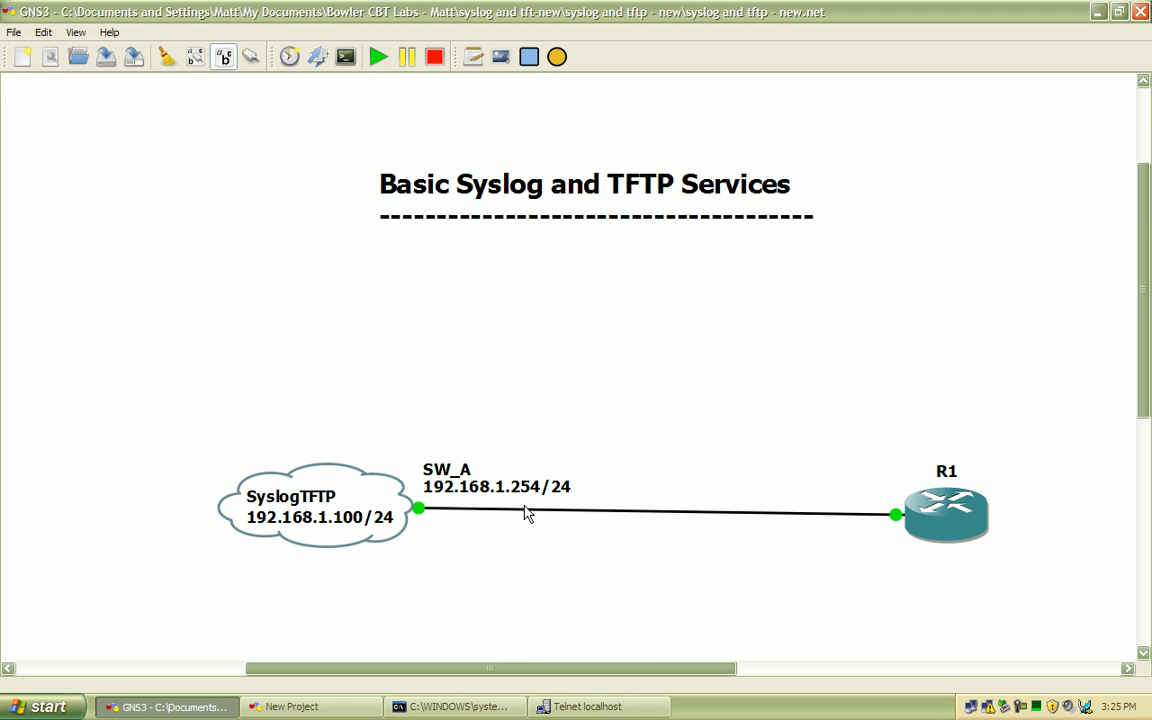 GNS3 - C:\Documents and Settings\Matt\My Documents\Bowler CBT Labs - Matt\syslog and tft-new\syslog and tftp - new\syslog and tftp - new.net
File Edit View Help
Basic Syslog and TFTP Services
---------------------------------------
SW_A
192.168.1.254/24
R1
SyslogTFTP
192.168.1.100/24
start
GNS3 - C:\Documents...
New Project
C:\WINDOWS\syste...
Telnet localhost
3:25 PM